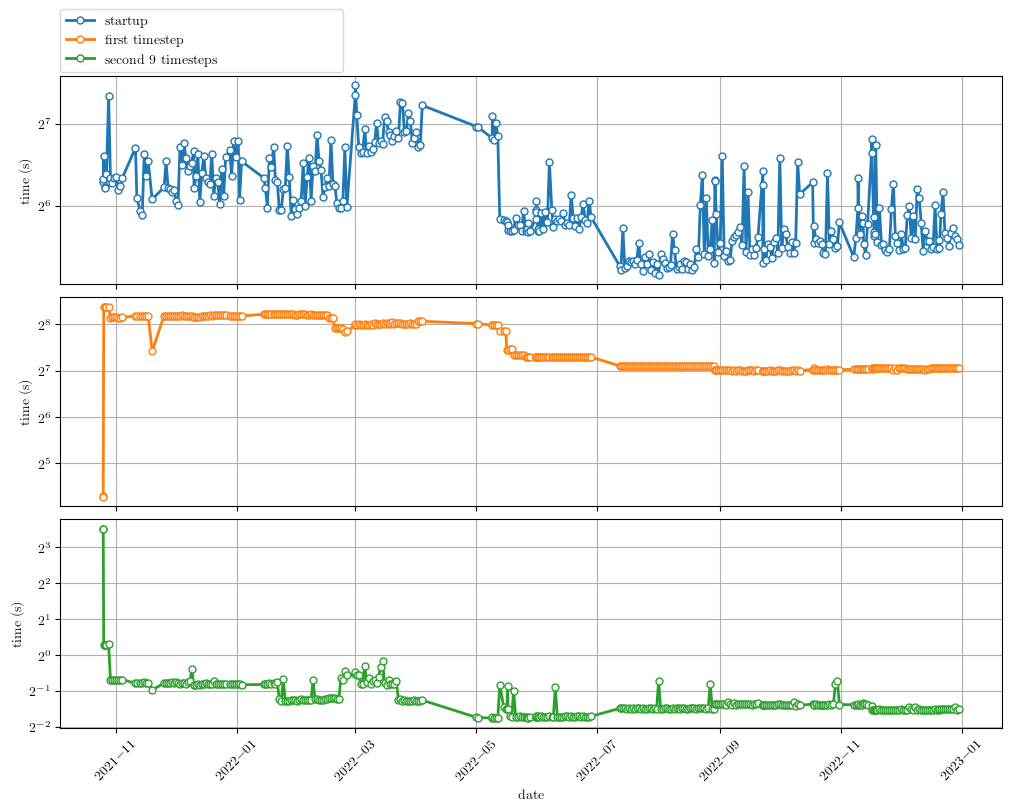 startup
first timestep
second 9 timesteps
time (s)
2^7
2^6
time (s)
2^8
2^7
2^6
2^5
time (s)
2^3
2^2
2^1
2^0
2^−1
2^−2
2021−11
2022−01
2022−03
2022−05
2022−07
2022−09
2022−11
2023−01
date